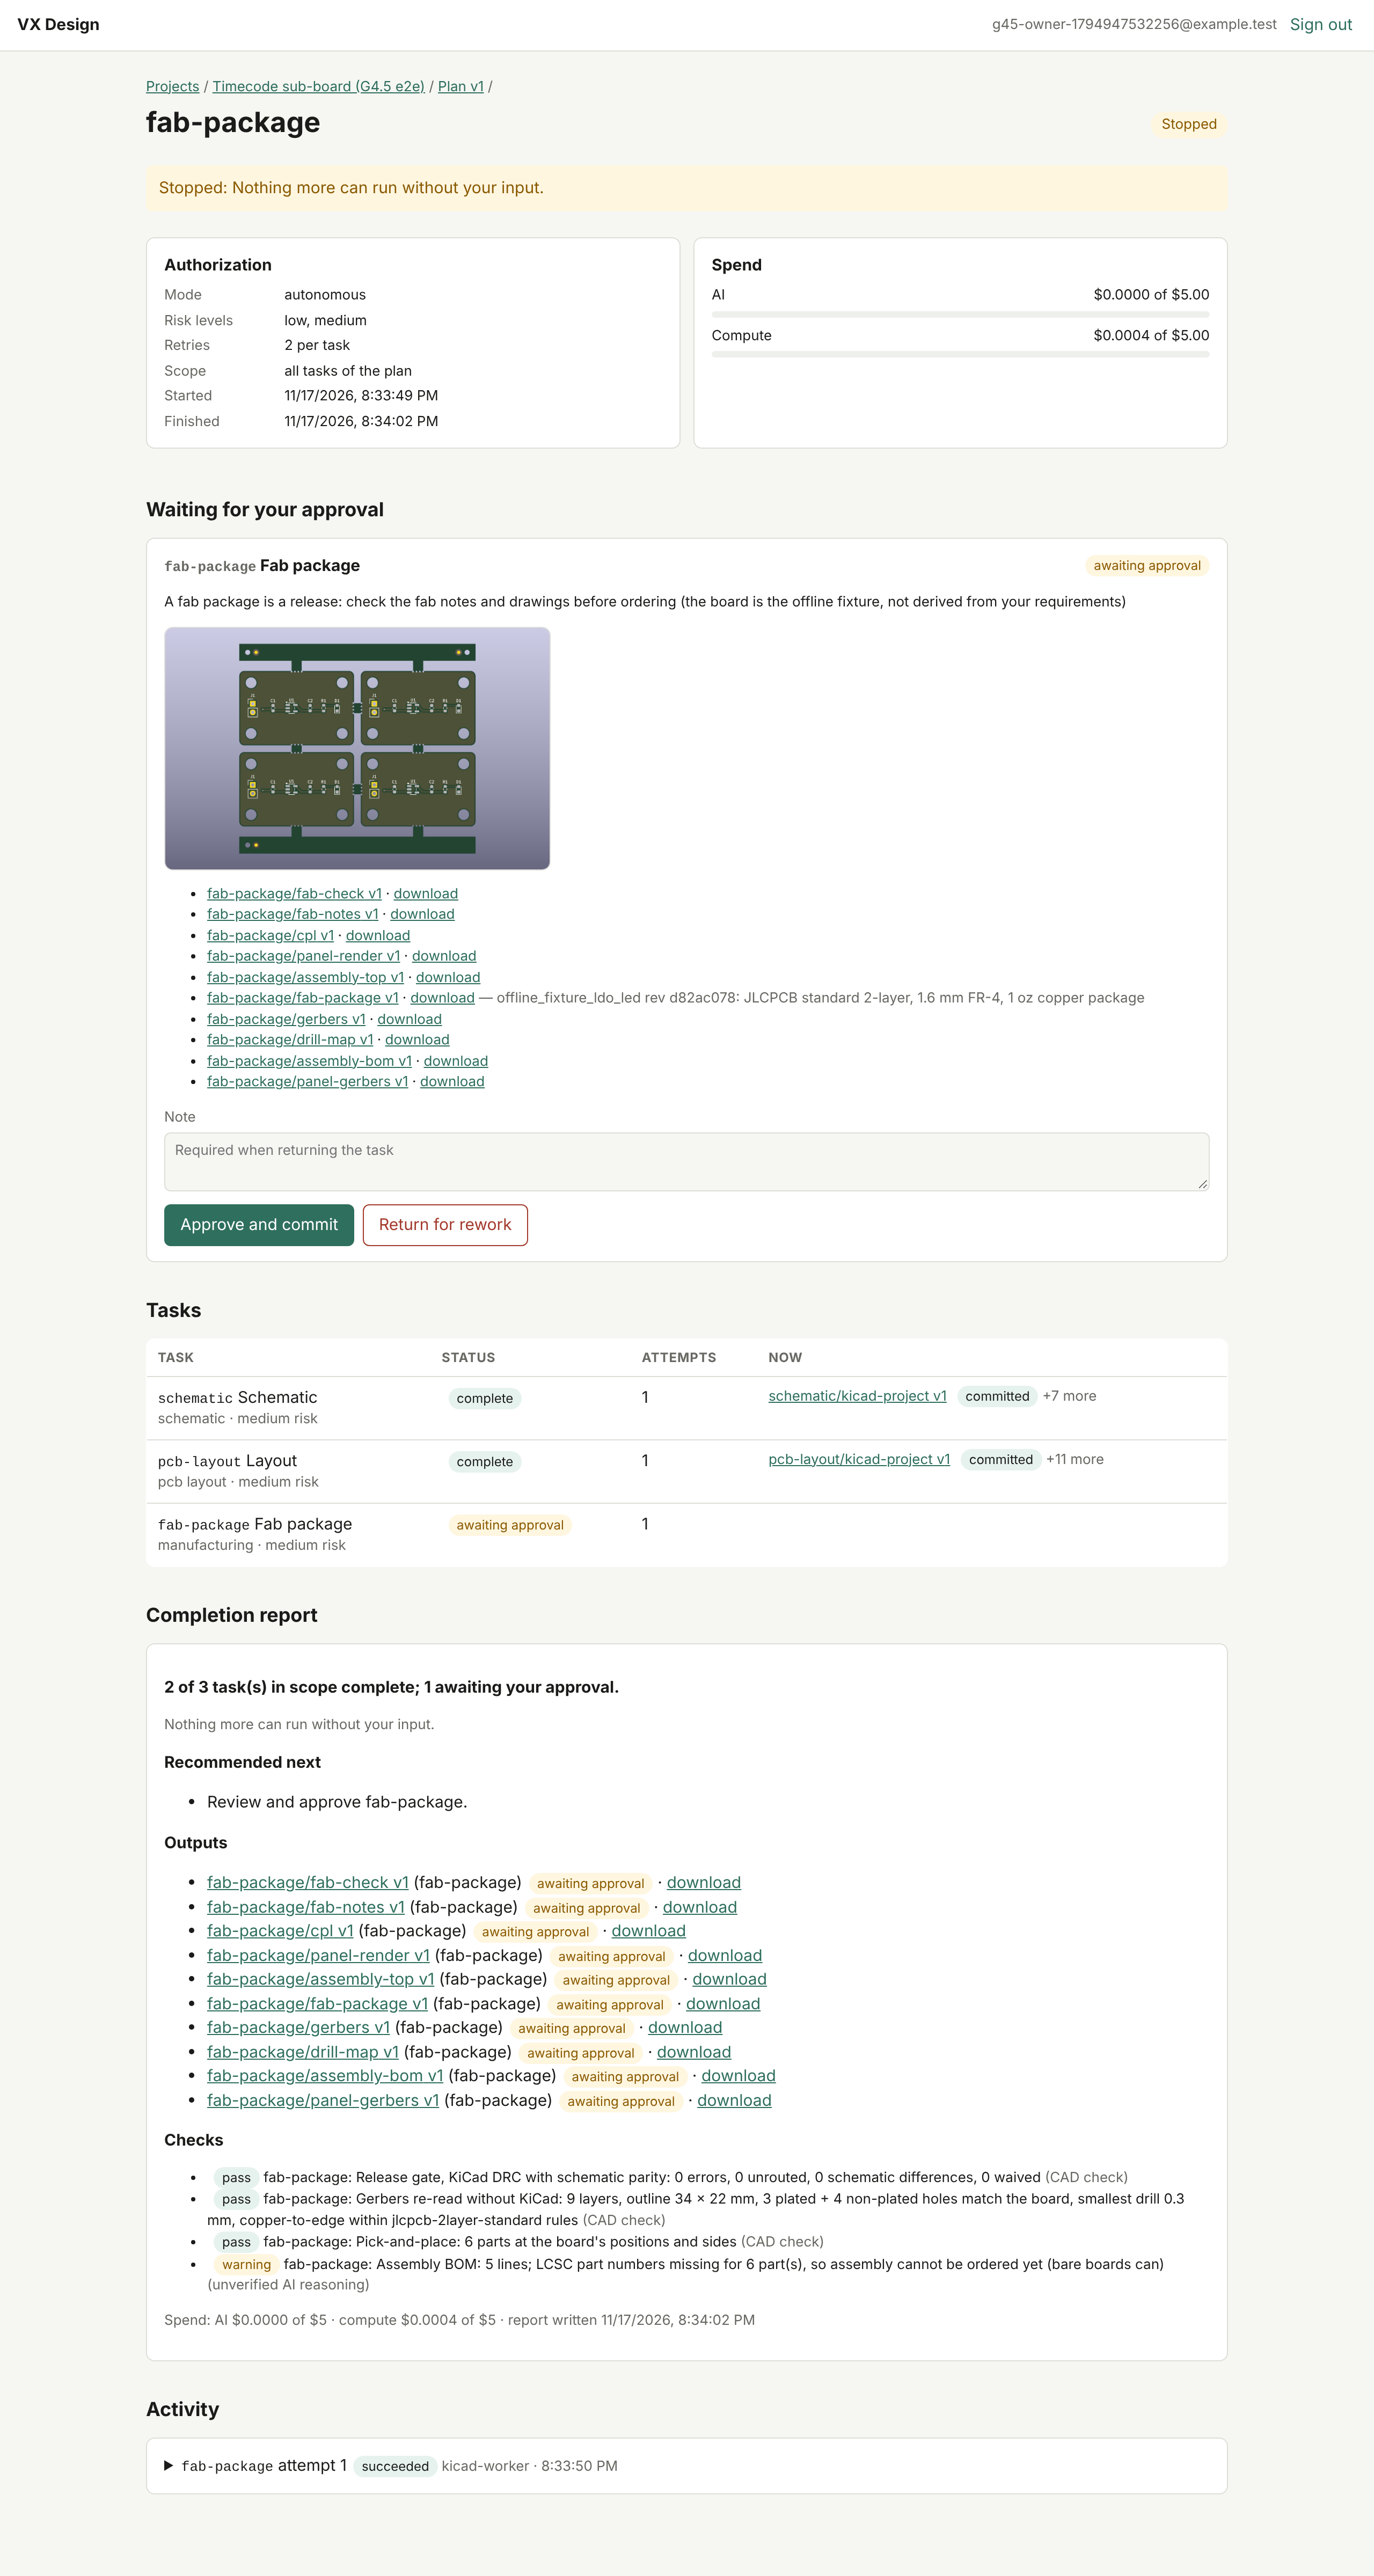 VX Design
g45-owner-1794947532256@example.test Sign out
Projects / Timecode sub-board (G4.5 e2e) / Plan v1 /
fab-package
Stopped
Stopped: Nothing more can run without your input.
Authorization
Mode autonomous
Risk levels low, medium
Retries 2 per task
Scope all tasks of the plan
Started 11/17/2026, 8:33:49 PM
Finished 11/17/2026, 8:34:02 PM
Spend
AI $0.0000 of $5.00
Compute $0.0004 of $5.00
Waiting for your approval
fab-package Fab package awaiting approval
A fab package is a release: check the fab notes and drawings before ordering (the board is the offline fixture, not derived from your requirements)
• fab-package/fab-check v1 · download
• fab-package/fab-notes v1 · download
• fab-package/cpl v1 · download
• fab-package/panel-render v1 · download
• fab-package/assembly-top v1 · download
• fab-package/fab-package v1 · download — offline_fixture_ldo_led rev d82ac078: JLCPCB standard 2-layer, 1.6 mm FR-4, 1 oz copper package
• fab-package/gerbers v1 · download
• fab-package/drill-map v1 · download
• fab-package/assembly-bom v1 · download
• fab-package/panel-gerbers v1 · download
Note
Required when returning the task
Approve and commit
Return for rework
Tasks
TASK STATUS ATTEMPTS NOW
schematic Schematic complete 1 schematic/kicad-project v1 committed +7 more
schematic · medium risk
pcb-layout Layout complete 1 pcb-layout/kicad-project v1 committed +11 more
pcb layout · medium risk
fab-package Fab package awaiting approval 1
manufacturing · medium risk
Completion report
2 of 3 task(s) in scope complete; 1 awaiting your approval.
Nothing more can run without your input.
Recommended next
• Review and approve fab-package.
Outputs
• fab-package/fab-check v1 (fab-package) awaiting approval · download
• fab-package/fab-notes v1 (fab-package) awaiting approval · download
• fab-package/cpl v1 (fab-package) awaiting approval · download
• fab-package/panel-render v1 (fab-package) awaiting approval · download
• fab-package/assembly-top v1 (fab-package) awaiting approval · download
• fab-package/fab-package v1 (fab-package) awaiting approval · download
• fab-package/gerbers v1 (fab-package) awaiting approval · download
• fab-package/drill-map v1 (fab-package) awaiting approval · download
• fab-package/assembly-bom v1 (fab-package) awaiting approval · download
• fab-package/panel-gerbers v1 (fab-package) awaiting approval · download
Checks
• pass fab-package: Release gate, KiCad DRC with schematic parity: 0 errors, 0 unrouted, 0 schematic differences, 0 waived (CAD check)
• pass fab-package: Gerbers re-read without KiCad: 9 layers, outline 34 × 22 mm, 3 plated + 4 non-plated holes match the board, smallest drill 0.3
mm, copper-to-edge within jlcpcb-2layer-standard rules (CAD check)
• pass fab-package: Pick-and-place: 6 parts at the board's positions and sides (CAD check)
• warning fab-package: Assembly BOM: 5 lines; LCSC part numbers missing for 6 part(s), so assembly cannot be ordered yet (bare boards can)
(unverified AI reasoning)
Spend: AI $0.0000 of $5 · compute $0.0004 of $5 · report written 11/17/2026, 8:34:02 PM
Activity
▶ fab-package attempt 1 succeeded kicad-worker · 8:33:50 PM